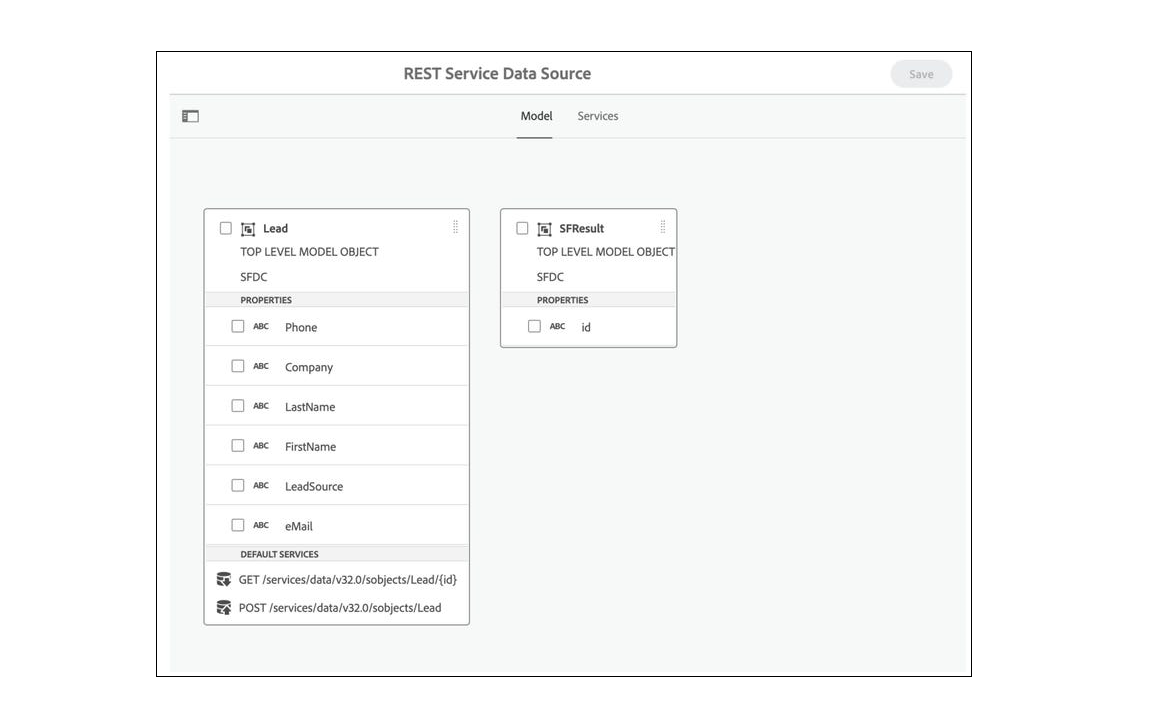 REST Service Data Source
Save
Model
Services
Lead
TOP LEVEL MODEL OBJECT
SFDC
PROPERTIES
ABC Phone
ABC Company
ABC LastName
ABC FirstName
ABC LeadSource
ABC eMail
DEFAULT SERVICES
GET /services/data/v32.0/sobjects/Lead/{id}
POST /services/data/v32.0/sobjects/Lead
SFResult
TOP LEVEL MODEL OBJECT
SFDC
PROPERTIES
ABC id